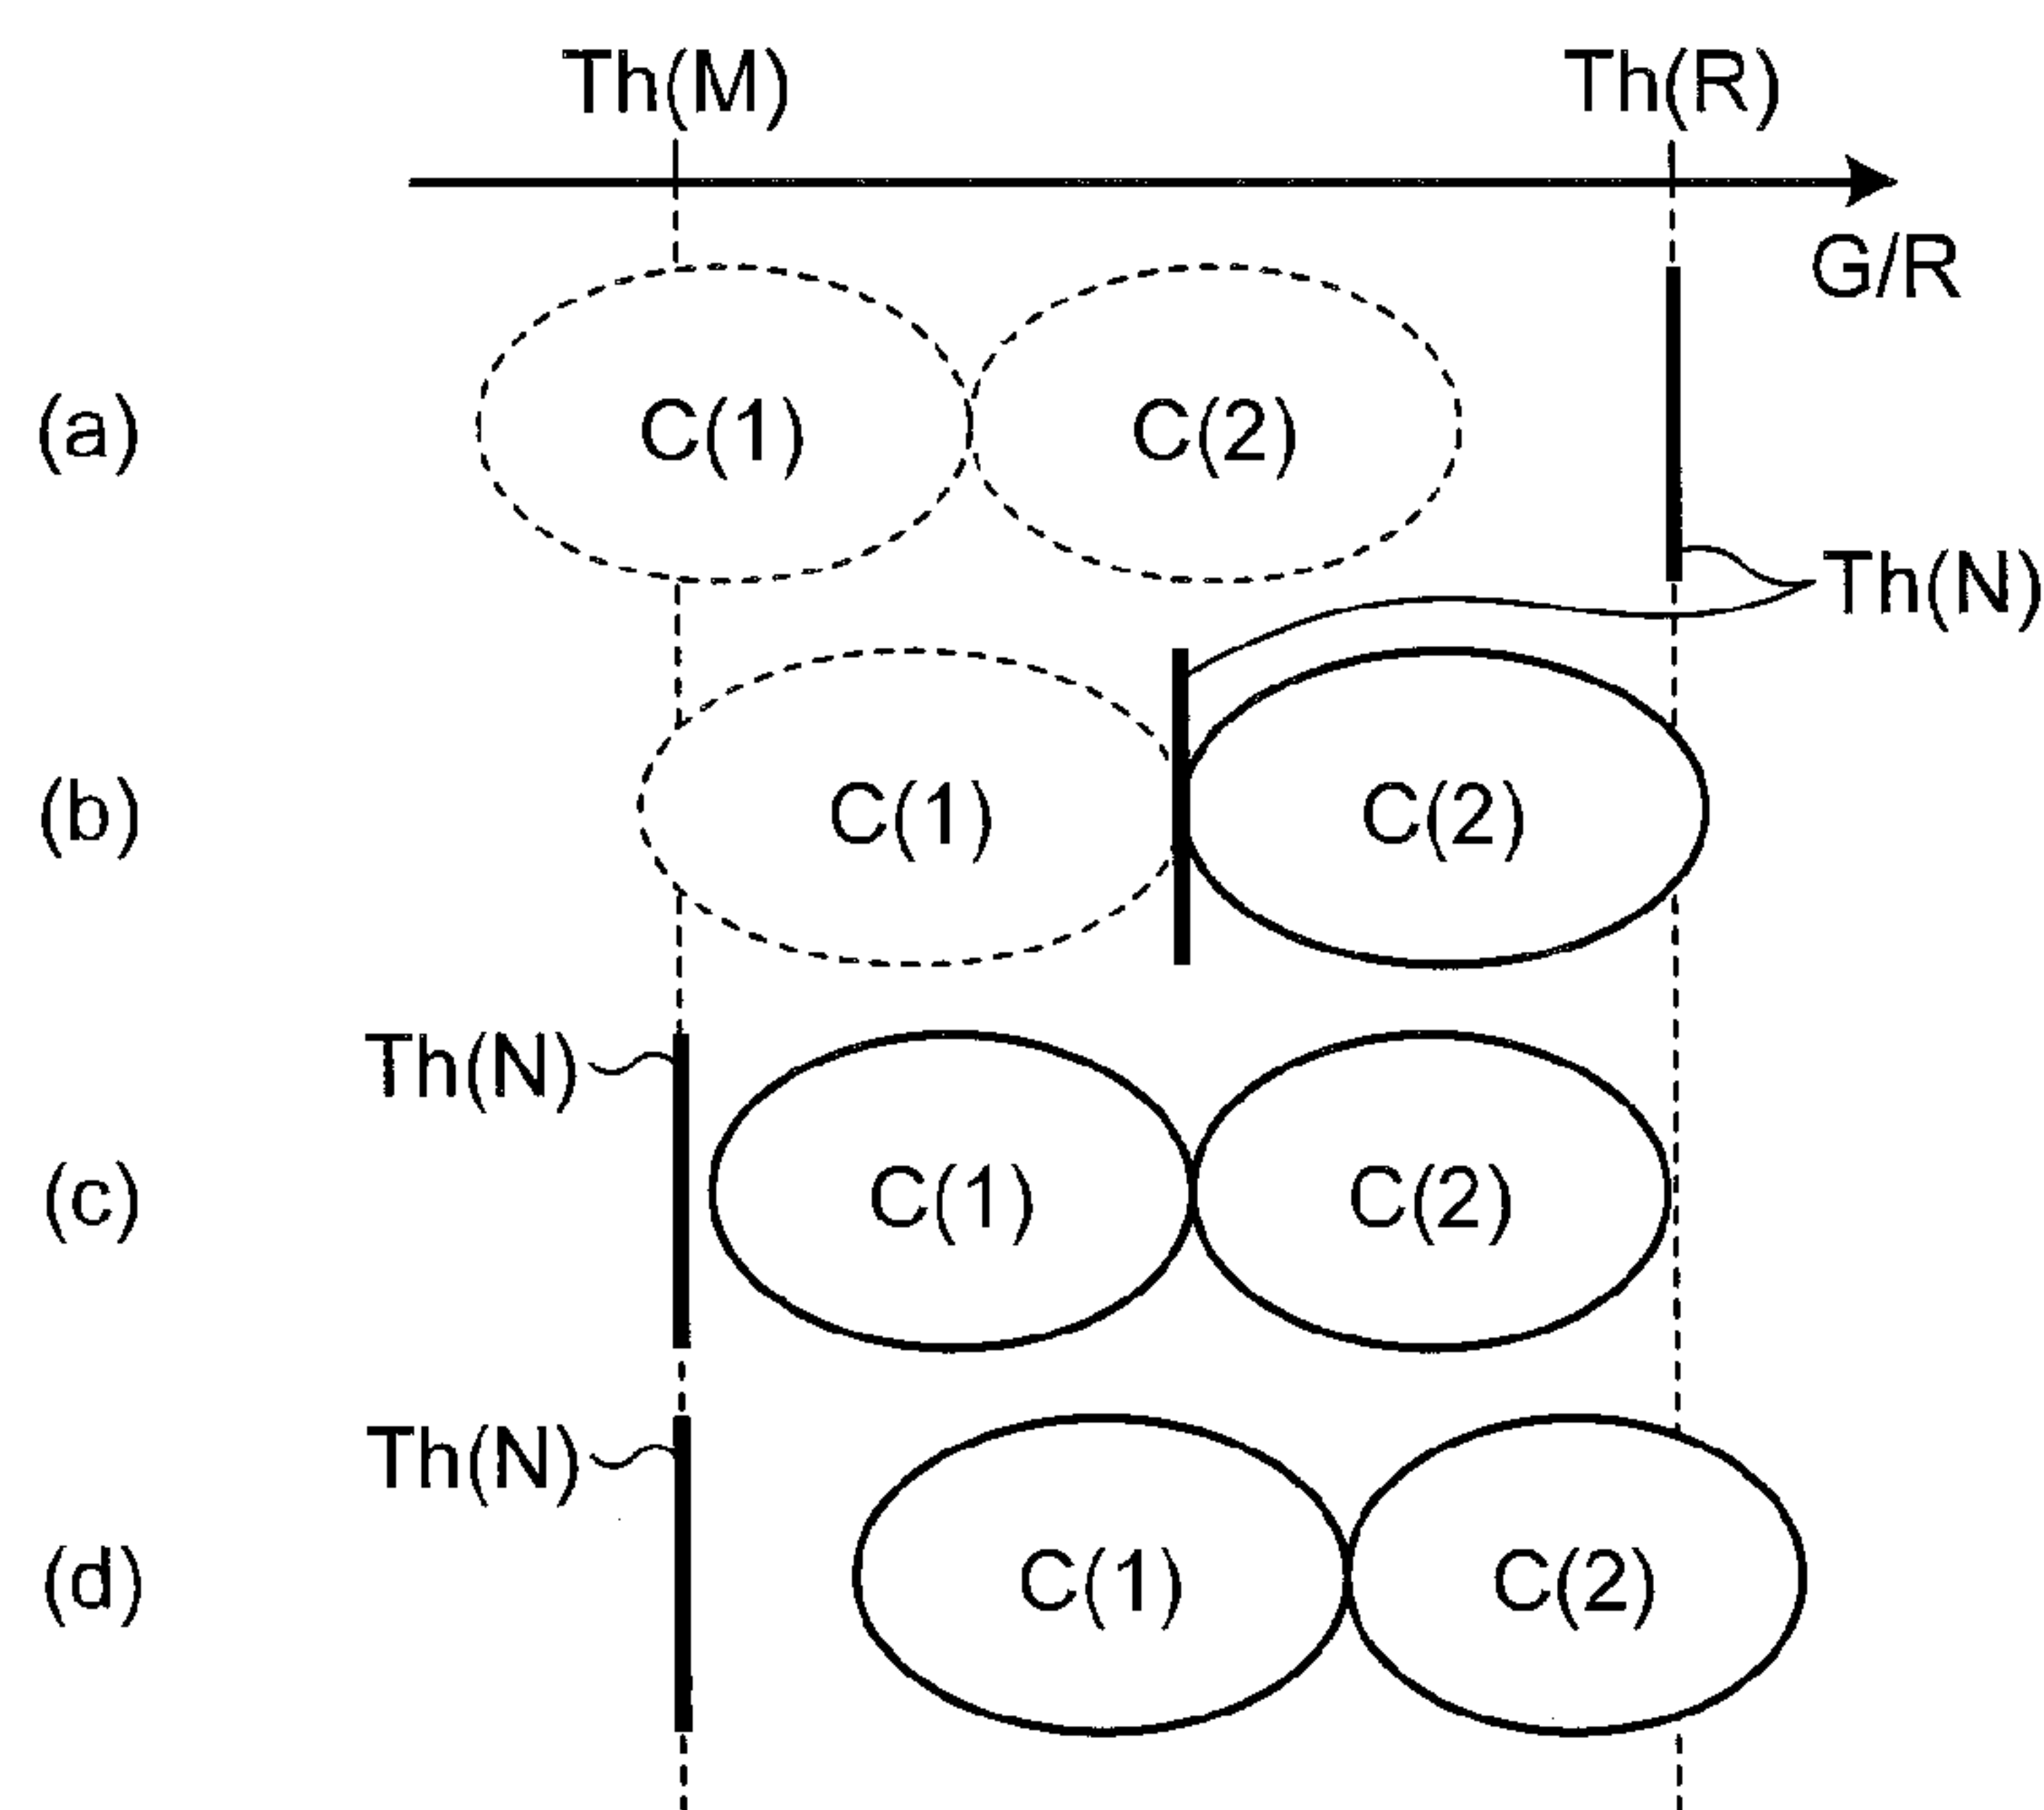 Th(M) Th(R)
G/R
(a) C(1) C(2)
Th(N)
(b) C(1) C(2)
Th(N)
(c) C(1) C(2)
Th(N)
(d) C(1) C(2)